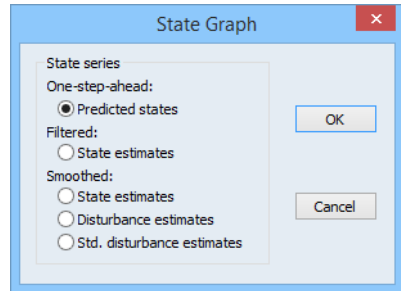 State Graph
State series
One-step-ahead:
Predicted states
Filtered:
State estimates
Smoothed:
State estimates
Disturbance estimates
Std. disturbance estimates
OK
Cancel